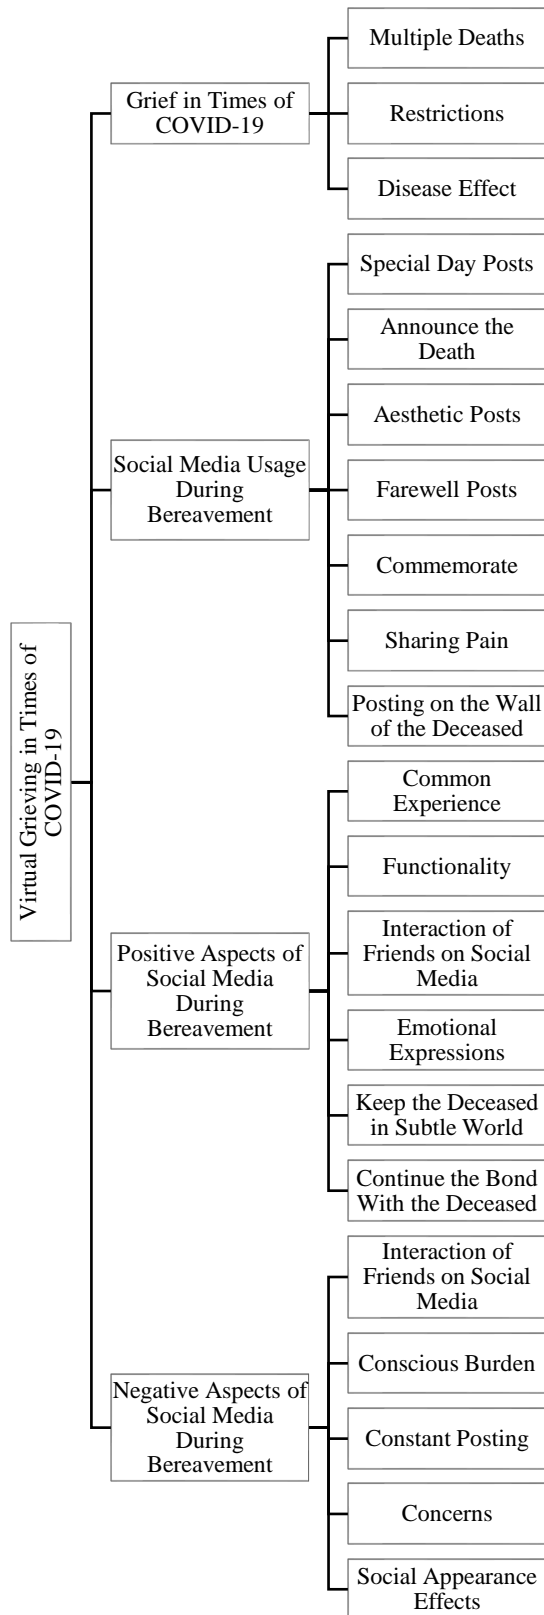 Virtual Grieving in Times of
COVID-19
Grief in Times of
COVID-19
Multiple Deaths
Restrictions
Disease Effect
Social Media Usage
During
Bereavement
Special Day Posts
Announce the
Death
Aesthetic Posts
Farewell Posts
Commemorate
Sharing Pain
Posting on the Wall
of the Deceased
Positive Aspects of
Social Media
During
Bereavement
Common
Experience
Functionality
Interaction of
Friends on Social
Media
Emotional
Expressions
Keep the Deceased
in Subtle World
Continue the Bond
With the Deceased
Negative Aspects of
Social Media
During
Bereavement
Interaction of
Friends on Social
Media
Conscious Burden
Constant Posting
Concerns
Social Appearance
Effects